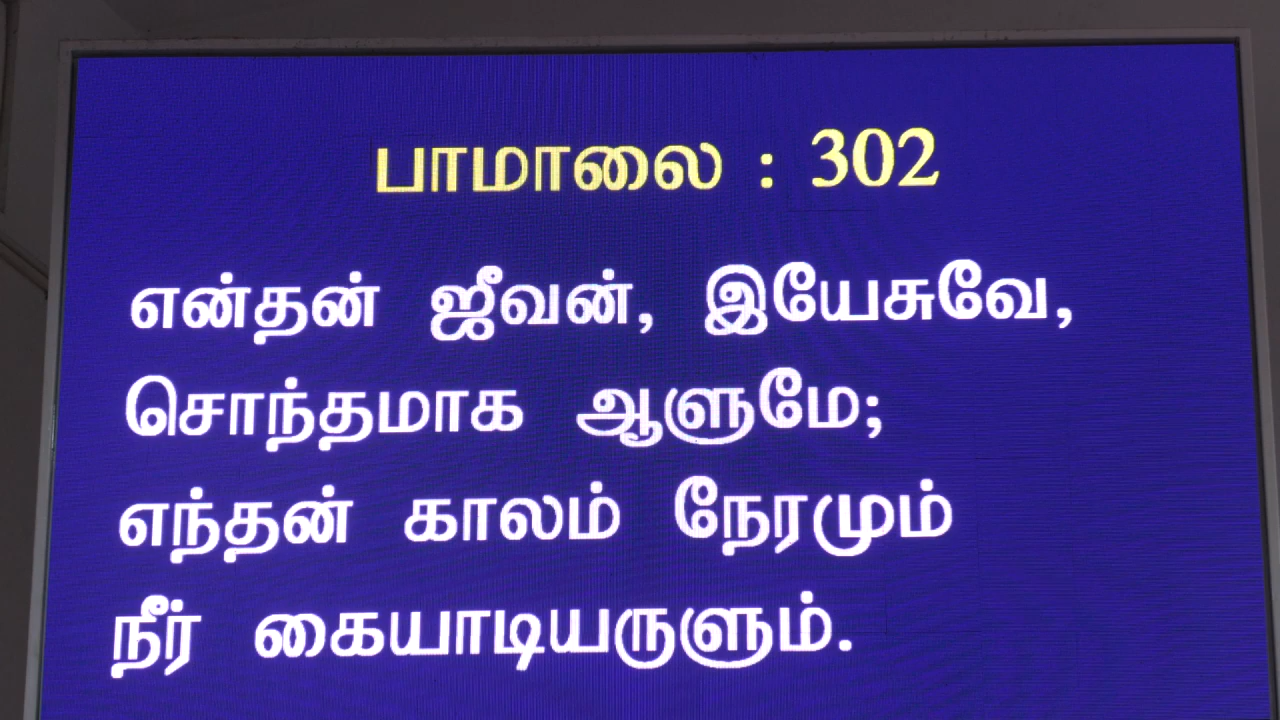 பாமாலை : 302
என்தன் ஜீவன், இயேசுவே,
சொந்தமாக ஆளுமே;
எந்தன் காலம் நேரமும்
நீர் கையாடியருளும்.